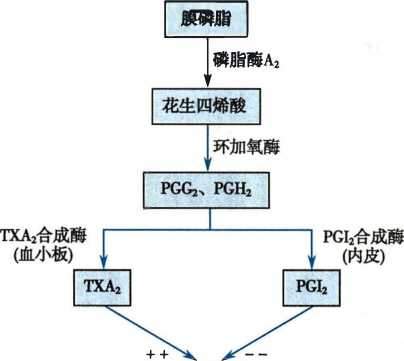 膜磷脂
磷脂酶A₂
花生四烯酸
环加氧酶
PGG₂、PGH₂
TXA₂合成酶
(血小板)
PGI₂合成酶
(内皮)
TXA₂
PGI₂
++
−−